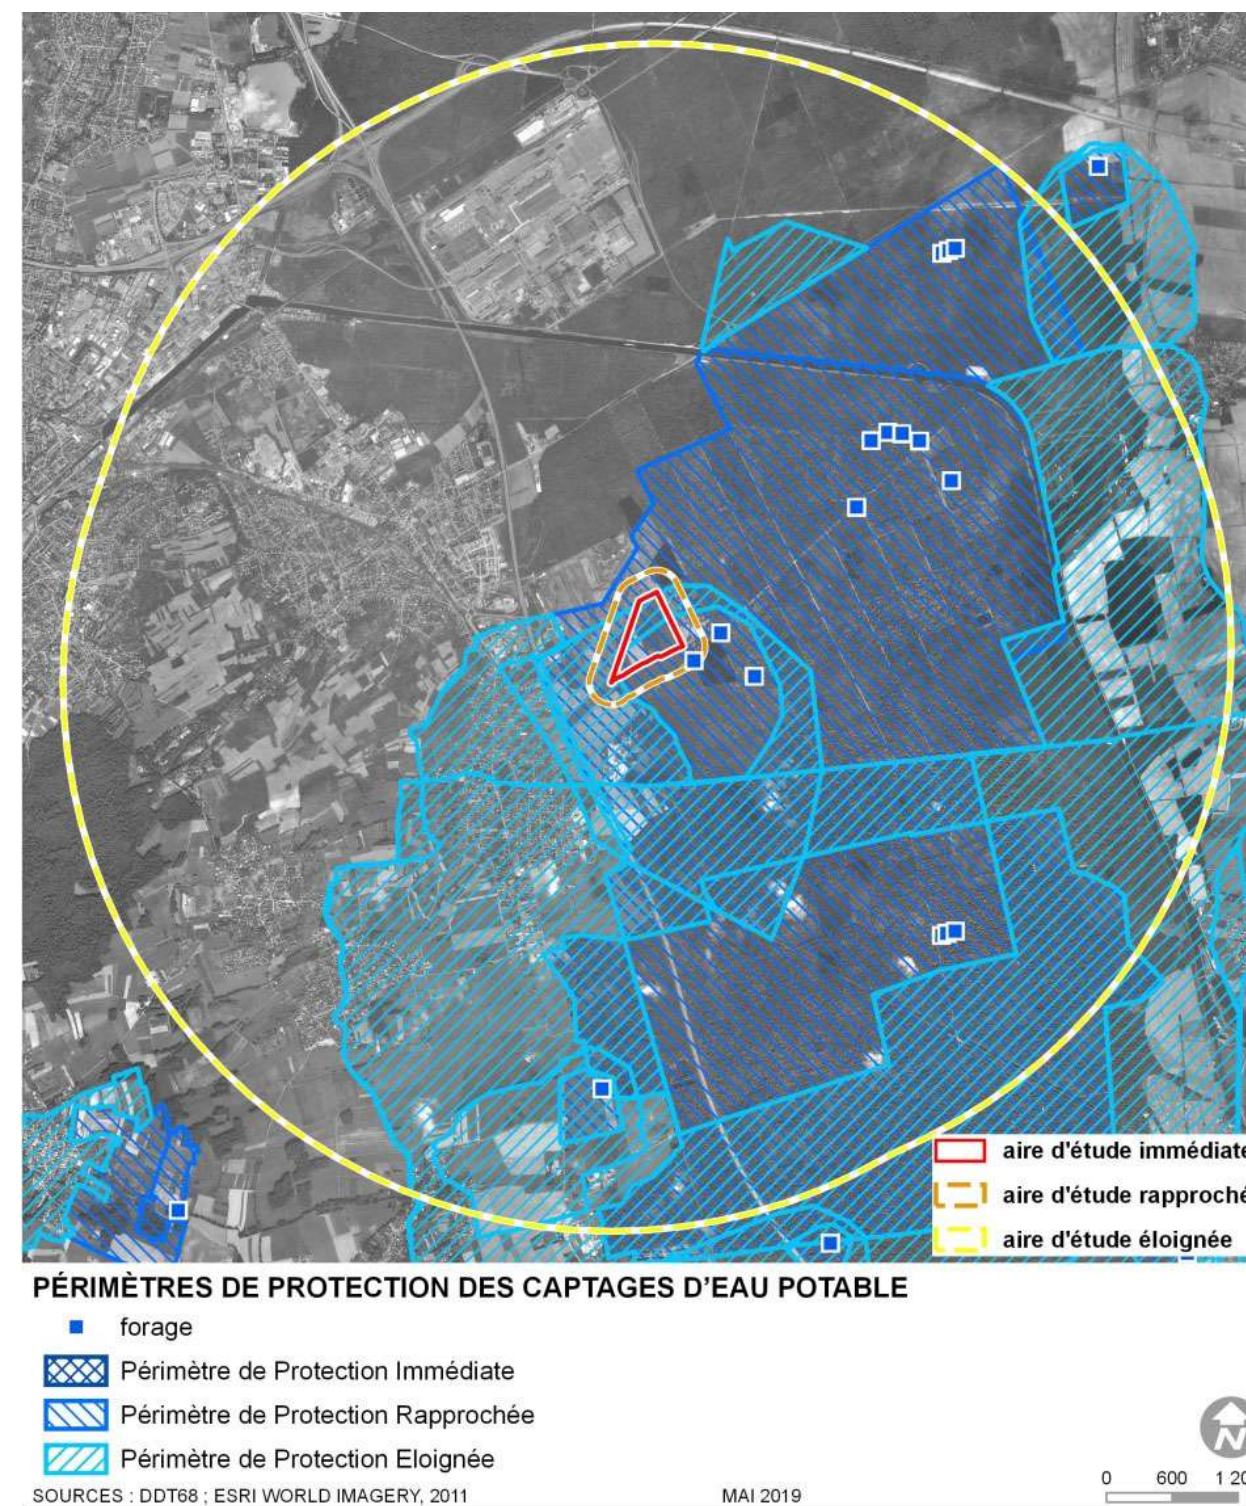 aire d'étude immédiate
aire d'étude rapproché
aire d'étude éloignée
PÉRIMÈTRES DE PROTECTION DES CAPTAGES D'EAU POTABLE
forage
Périmètre de Protection Immédiate
Périmètre de Protection Rapprochée
Périmètre de Protection Eloignée
N
0 600 1 20
SOURCES : DDT68 ; ESRI WORLD IMAGERY, 2011 MAI 2019